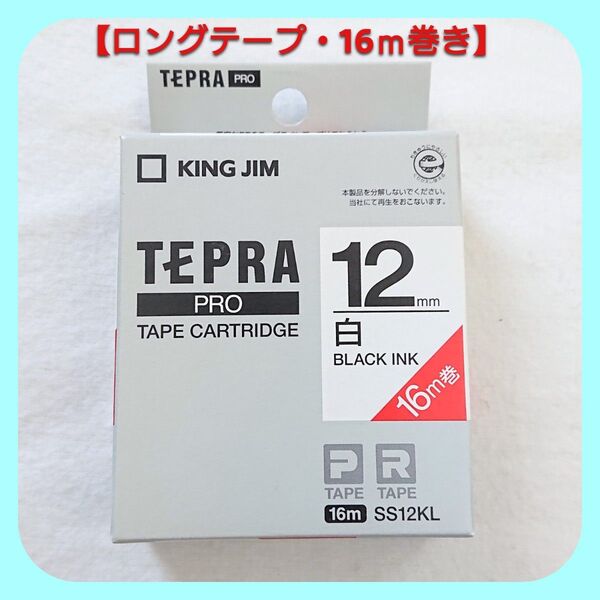 【ロングテープ・16ｍ巻き】
TEPRA PRO
KING JIM
本製品を分解しないでください。
当社にて再生をおこないます。
TEPRA
PRO
TAPE CARTRIDGE
12mm
白
BLACK INK
16m巻
P R
TAPE TAPE
16m SS12KL